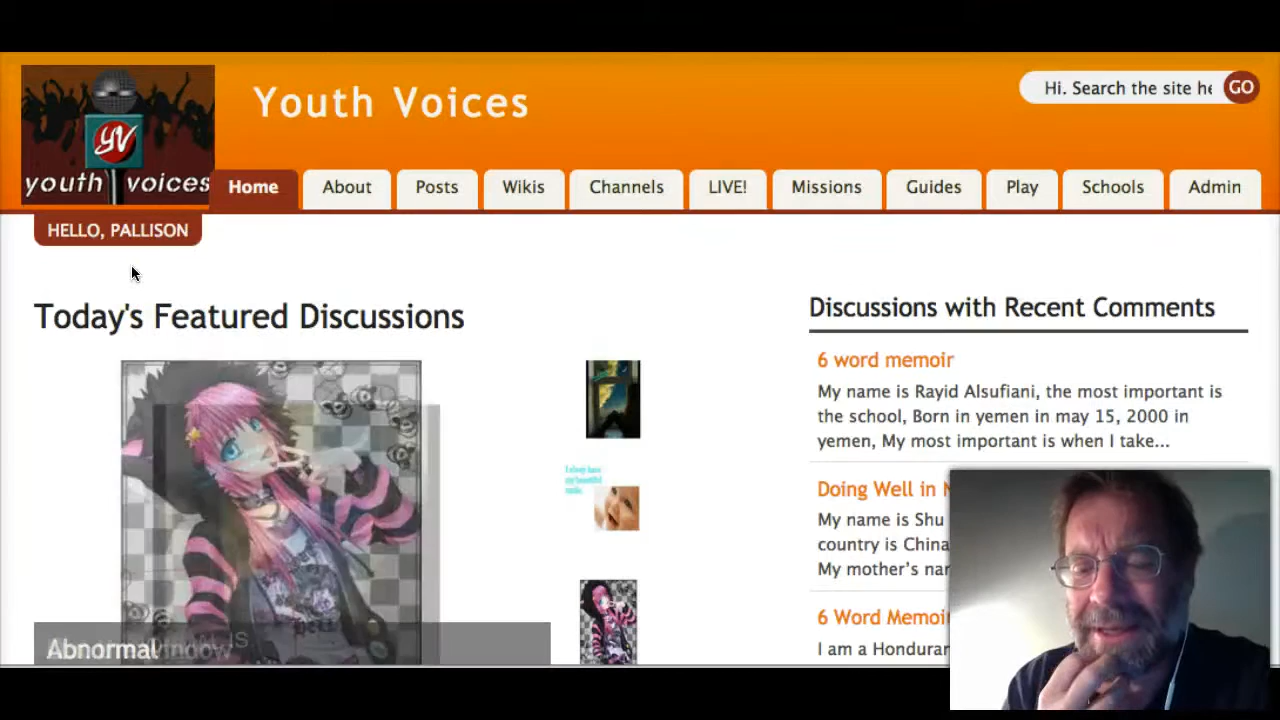 Youth Voices
Hi. Search the site he
GO
YV
youth voices
Home
About
Posts
Wikis
Channels
LIVE!
Missions
Guides
Play
Schools
Admin
HELLO, PALLISON
Today's Featured Discussions
Discussions with Recent Comments
6 word memoir
My name is Rayid Alsufiani, the most important is
the school, Born in yemen in may 15, 2000 in
yemen, My most important is when I take...
Doing Well in
My name is Shu
country is China
My mother's
6 Word Memoir
I am a Honduran
Abnormal